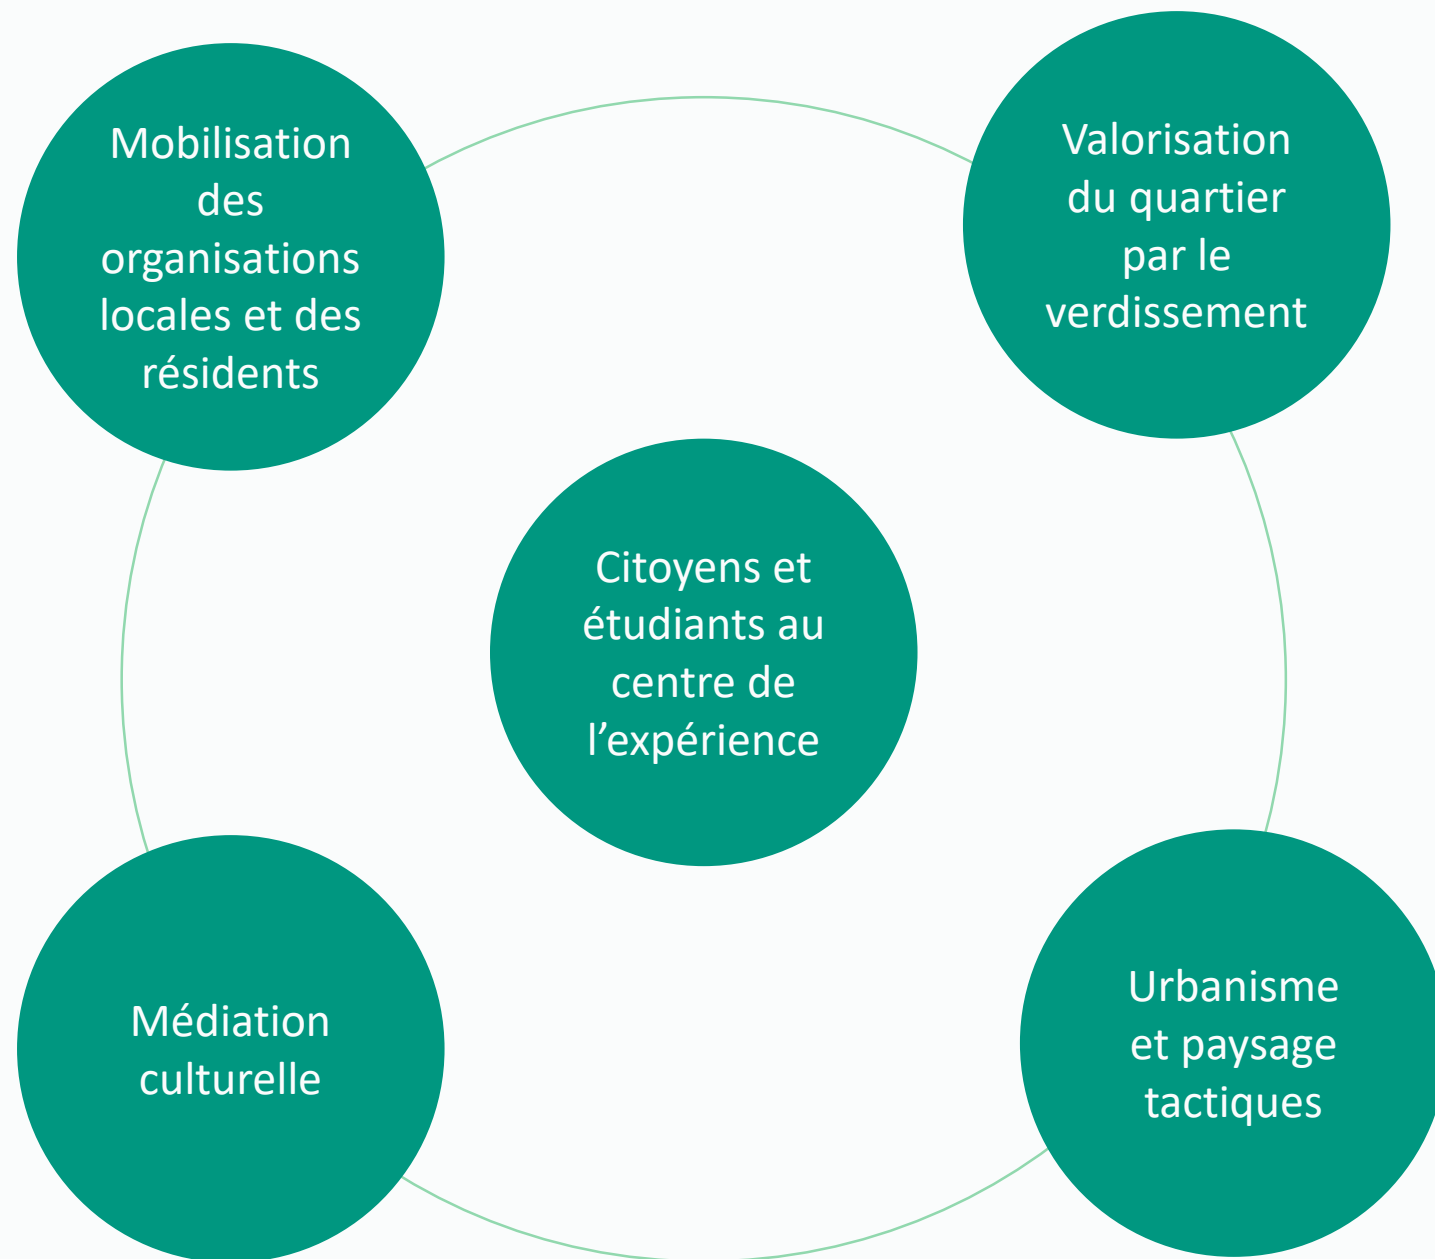 Mobilisation
des
organisations
locales et des
résidents
Valorisation
du quartier
par le
verdissement
Citoyens et
étudiants au
centre de
l’expérience
Médiation
culturelle
Urbanisme
et paysage
tactiques